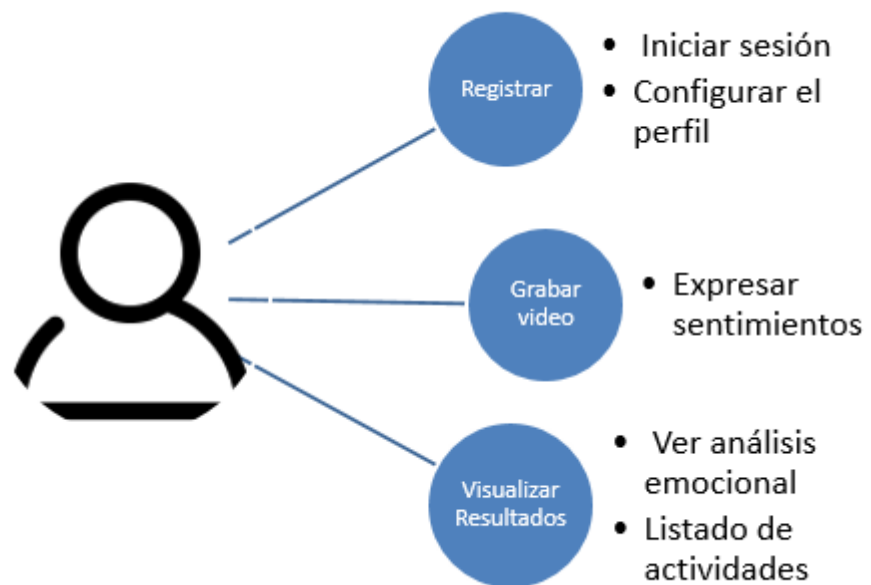 Registrar
• Iniciar sesión
• Configurar el
perfil
Grabar
video
• Expresar
sentimientos
Visualizar
Resultados
• Ver análisis
emocional
• Listado de
actividades